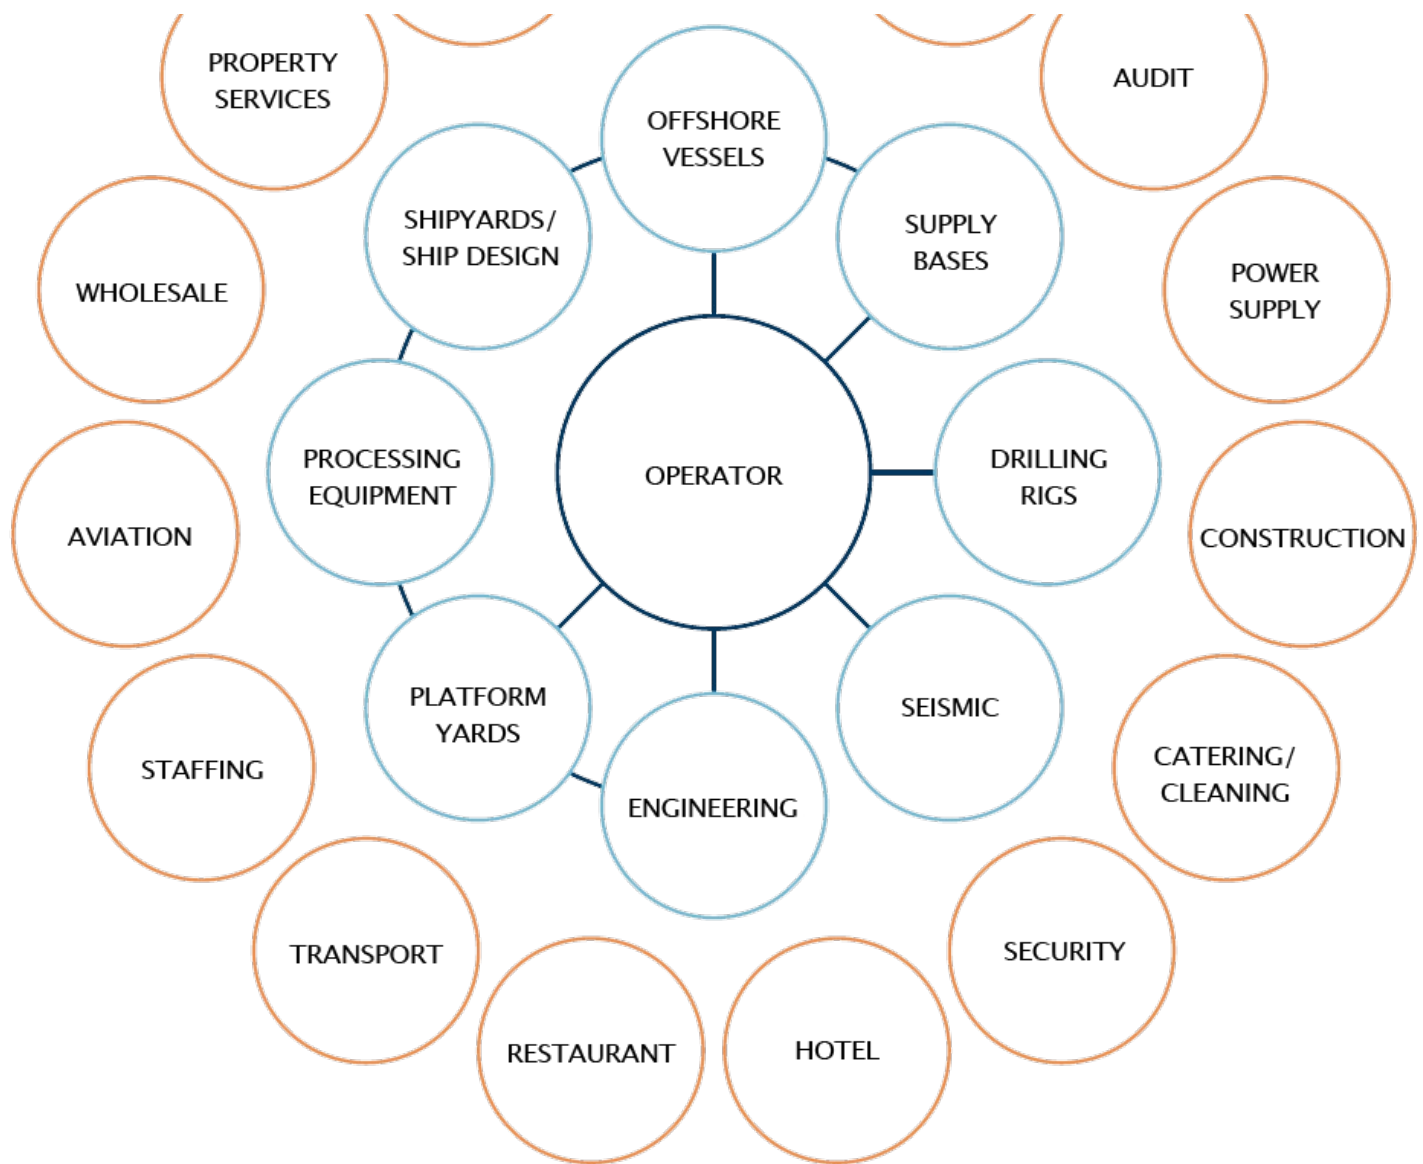 PROPERTY
SERVICES
AUDIT
OFFSHORE
VESSELS
SHIPYARDS/
SHIP DESIGN
SUPPLY
BASES
WHOLESALE
POWER
SUPPLY
PROCESSING
EQUIPMENT
OPERATOR
DRILLING
RIGS
AVIATION
CONSTRUCTION
PLATFORM
YARDS
SEISMIC
STAFFING
CATERING/
CLEANING
ENGINEERING
TRANSPORT
SECURITY
RESTAURANT
HOTEL